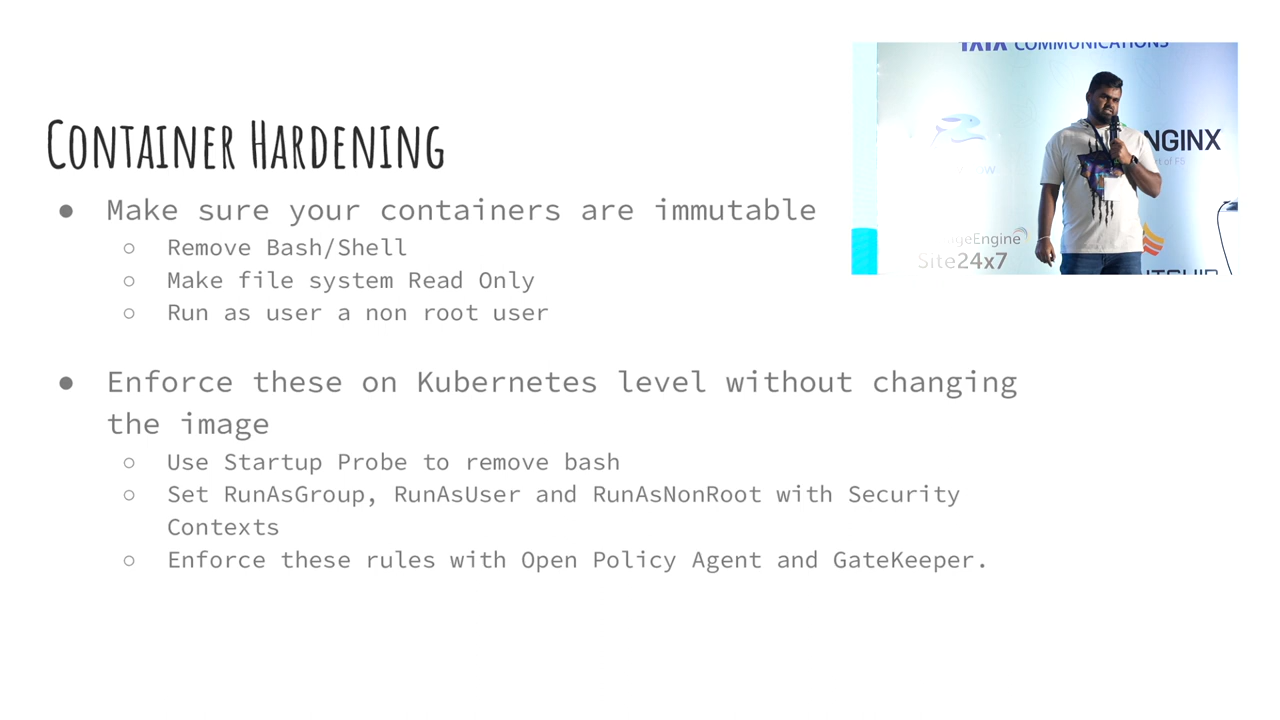 CONTAINER HARDENING
● Make sure your containers are immutable
○ Remove Bash/Shell
○ Make file system Read Only
○ Run as user a non root user
● Enforce these on Kubernetes level without changing
the image
○ Use Startup Probe to remove bash
○ Set RunAsGroup, RunAsUser and RunAsNonRoot with Security
Contexts
○ Enforce these rules with Open Policy Agent and GateKeeper.
TATA COMMUNICATIONS
NGINX
of F5
Site24x7